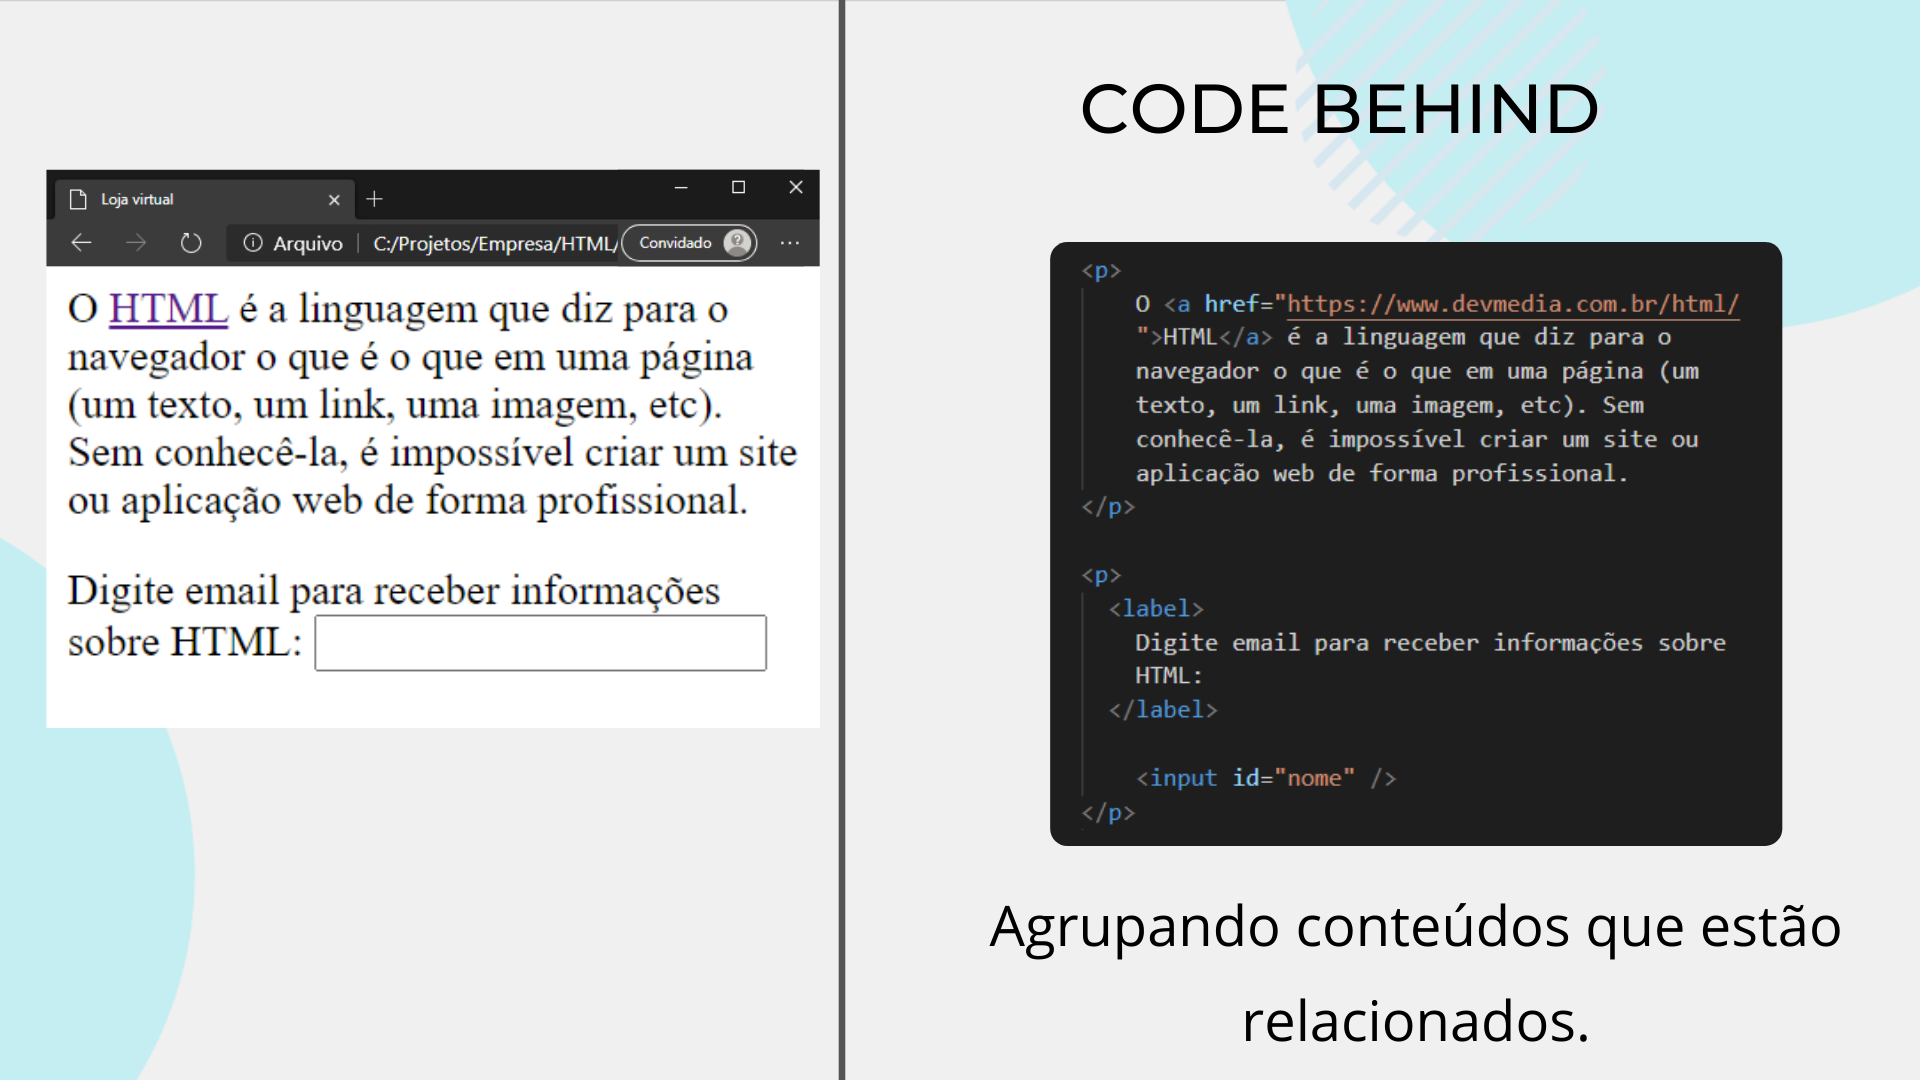 Loja virtual
Arquivo
C:/Projetos/Empresa/HTML/
Convidado
O HTML é a linguagem que diz para o
navegador o que é o que em uma página
(um texto, um link, uma imagem, etc).
Sem conhecê-la, é impossível criar um site
ou aplicação web de forma profissional.
Digite email para receber informações
sobre HTML:
CODE BEHIND
<p>
O <a href="https://www.devmedia.com.br/html/
">HTML</a> é a linguagem que diz para o
navegador o que é o que em uma página (um
texto, um link, uma imagem, etc). Sem
conhecê-la, é impossível criar um site ou
aplicação web de forma profissional.
</p>
<p>
<label>
Digite email para receber informações sobre
HTML:
</label>
<input id="nome" />
</p>
Agrupando conteúdos que estão
relacionados.